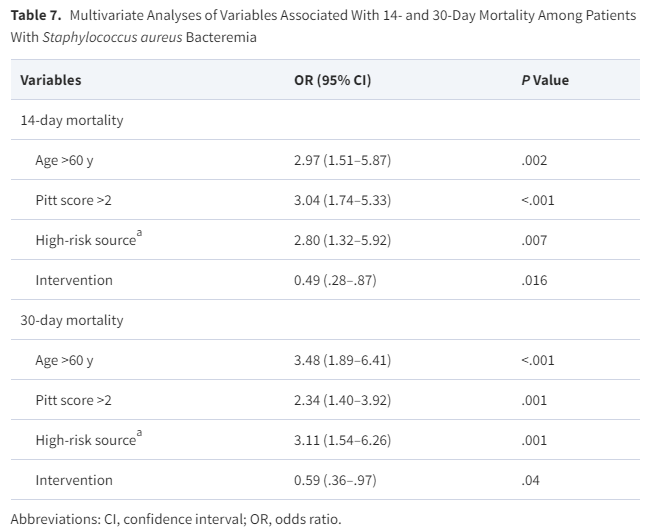 Table 7. Multivariate Analyses of Variables Associated With 14- and 30-Day Mortality Among Patients
With Staphylococcus aureus Bacteremia
Variables OR (95% CI) P Value
14-day mortality
Age >60 y 2.97 (1.51–5.87) .002
Pitt score >2 3.04 (1.74–5.33) <.001
High-risk sourceª 2.80 (1.32–5.92) .007
Intervention 0.49 (.28–.87) .016
30-day mortality
Age >60 y 3.48 (1.89–6.41) <.001
Pitt score >2 2.34 (1.40–3.92) .001
High-risk sourceª 3.11 (1.54–6.26) .001
Intervention 0.59 (.36–.97) .04
Abbreviations: CI, confidence interval; OR, odds ratio.